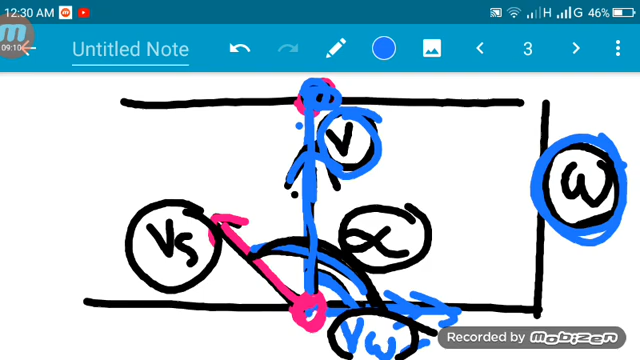 12:30 AM H G 46%
M
09:10
Untitled Note 3
V
ω
Vs α
Vw
Recorded by Mobizen